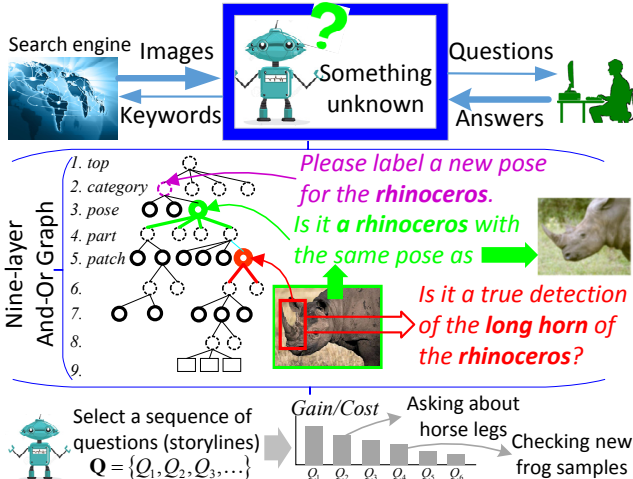 Search engine
Images
Keywords
?
Something
unknown
Questions
Answers
Nine-layer
And-Or Graph
1. top
2. category
3. pose
4. part
5. patch
6.
7.
8.
9.
Please label a new pose
for the rhinoceros.
Is it a rhinoceros with
the same pose as
Is it a true detection
of the long horn of
the rhinoceros?
Select a sequence of
questions (storylines)
Q = {Q₁,Q₂,Q₃,…}
Gain/Cost
Asking about
horse legs
Checking new
frog samples
Q₁ Q₂ Q₃ Q₄ Q₅ Q₆